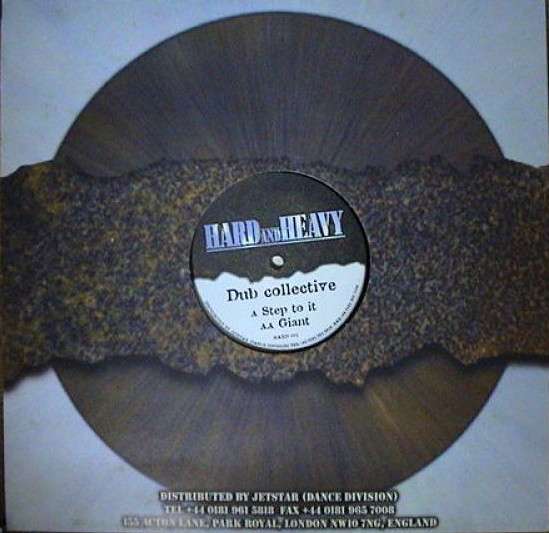 HARD AND HEAVY
Dub collective
A Step to it
AA Giant
DISTRIBUTED BY JETSTAR (DANCE DIVISION)
TEL +44 0181 961 5818 FAX +44 0181 965 7008
155 ACTON LANE, PARK ROYAL, LONDON NW10 7NG, ENGLAND